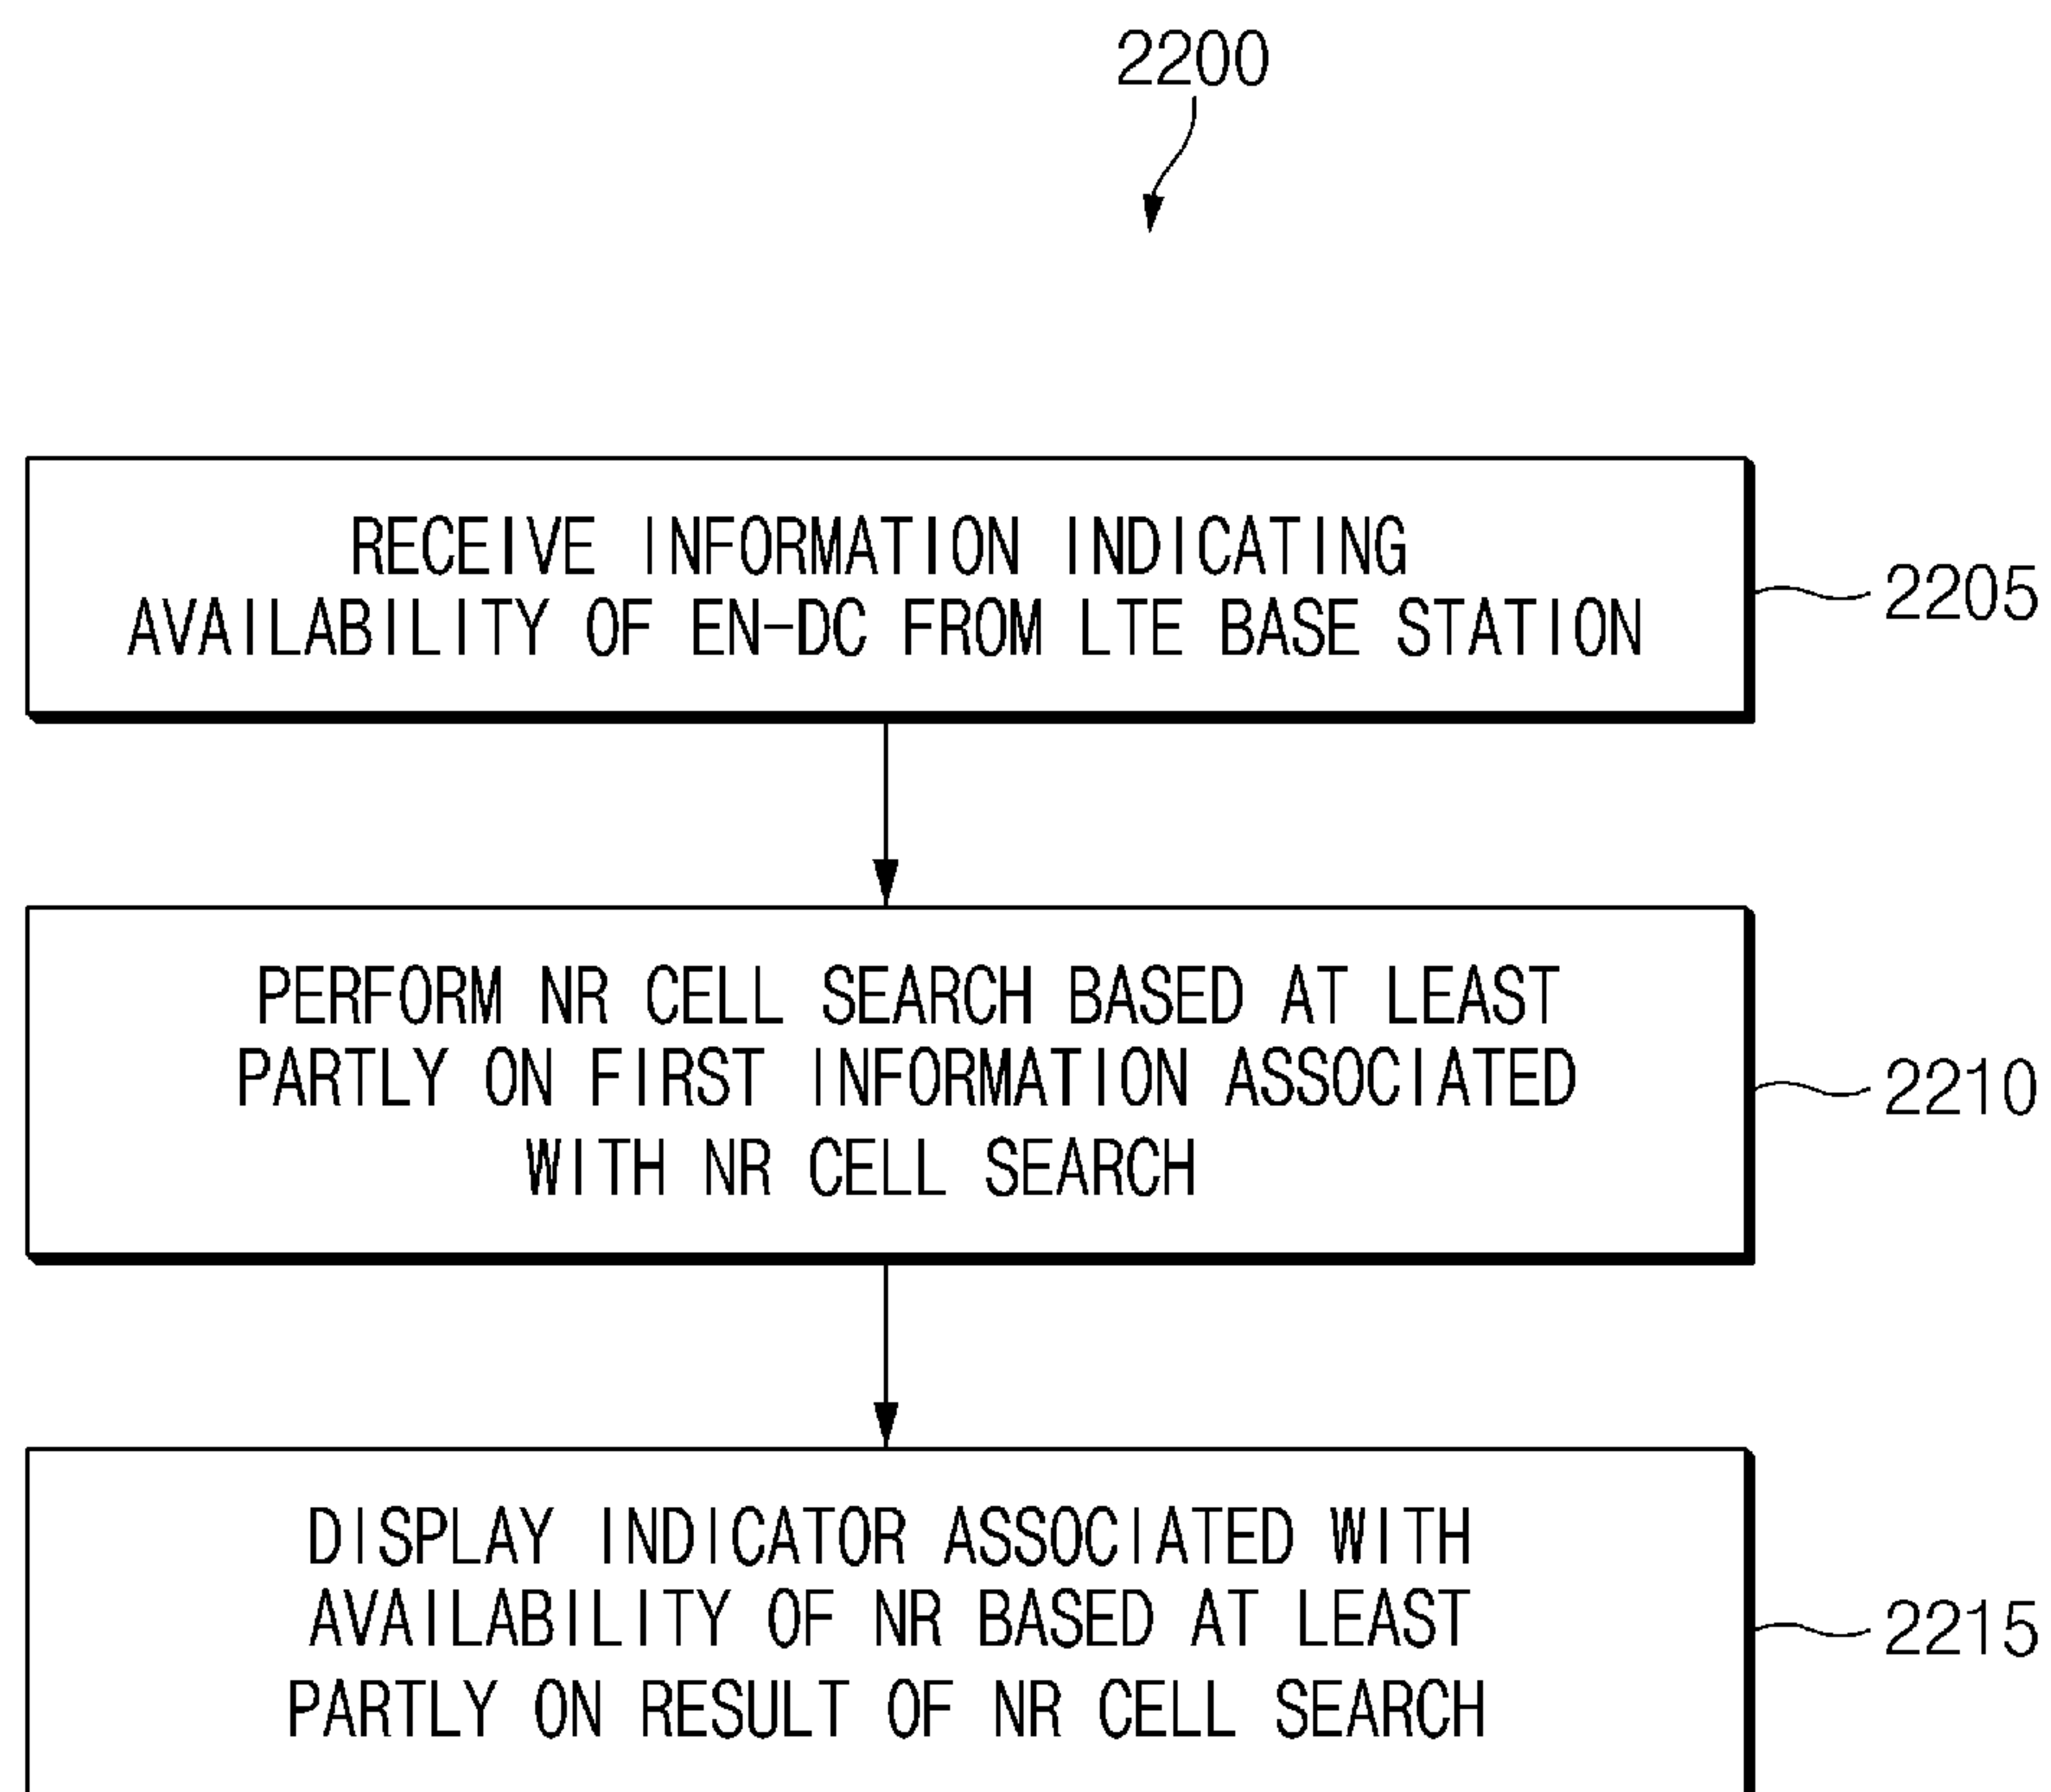 2200
RECEIVE INFORMATION INDICATING
AVAILABILITY OF EN-DC FROM LTE BASE STATION
2205
PERFORM NR CELL SEARCH BASED AT LEAST
PARTLY ON FIRST INFORMATION ASSOCIATED
WITH NR CELL SEARCH
2210
DISPLAY INDICATOR ASSOCIATED WITH
AVAILABILITY OF NR BASED AT LEAST
PARTLY ON RESULT OF NR CELL SEARCH
2215